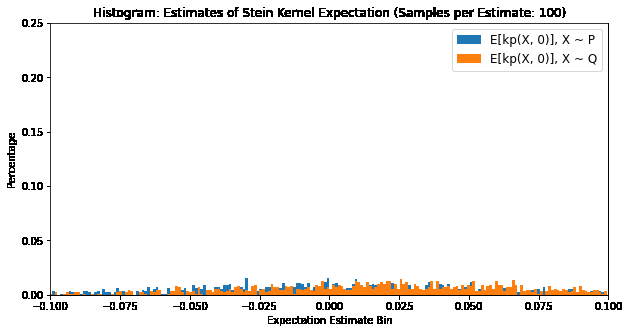 Histogram: Estimates of Stein Kernel Expectation (Samples per Estimate: 100)
E[kp(X, 0)], X ~ P
E[kp(X, 0)], X ~ Q
Percentage
0.25
0.20
0.15
0.10
0.05
0.00
−0.100 −0.075 −0.050 −0.025 0.000 0.025 0.050 0.075 0.100
Expectation Estimate Bin